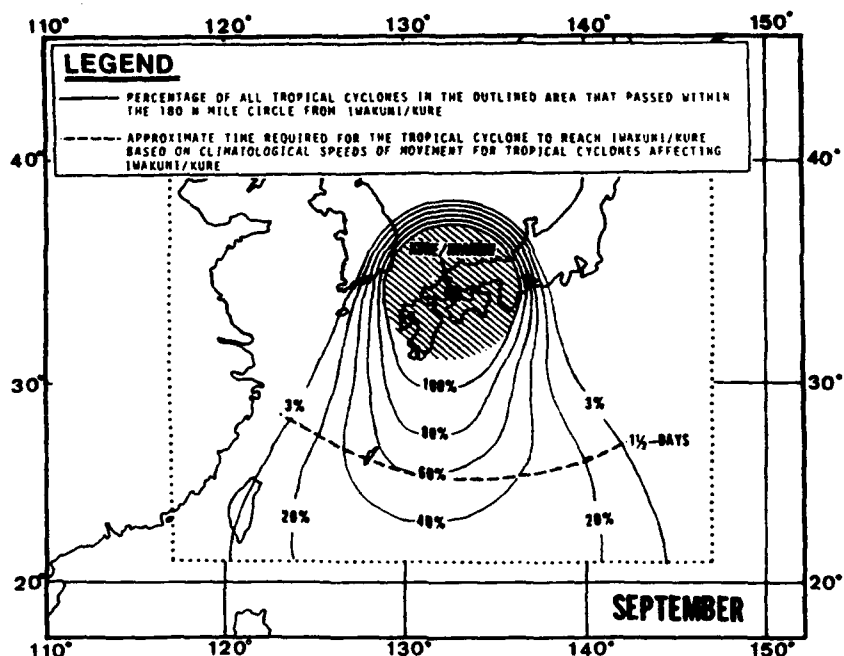 110° 120° 130° 140° 150°
LEGEND
PERCENTAGE OF ALL TROPICAL CYCLONES IN THE OUTLINED AREA THAT PASSED WITHIN
THE 180 N MILE CIRCLE FROM IWAKUNI/KURE
APPROXIMATE TIME REQUIRED FOR THE TROPICAL CYCLONE TO REACH IWAKUNI/KURE
BASED ON CLIMATOLOGICAL SPEEDS OF MOVEMENT FOR TROPICAL CYCLONES AFFECTING
IWAKUNI/KURE
40° 40°
30° 100% 30°
3% 3%
80%
1½-DAYS
60%
20% 40% 20%
20° 20°
SEPTEMBER
110° 120° 130° 140° 150°